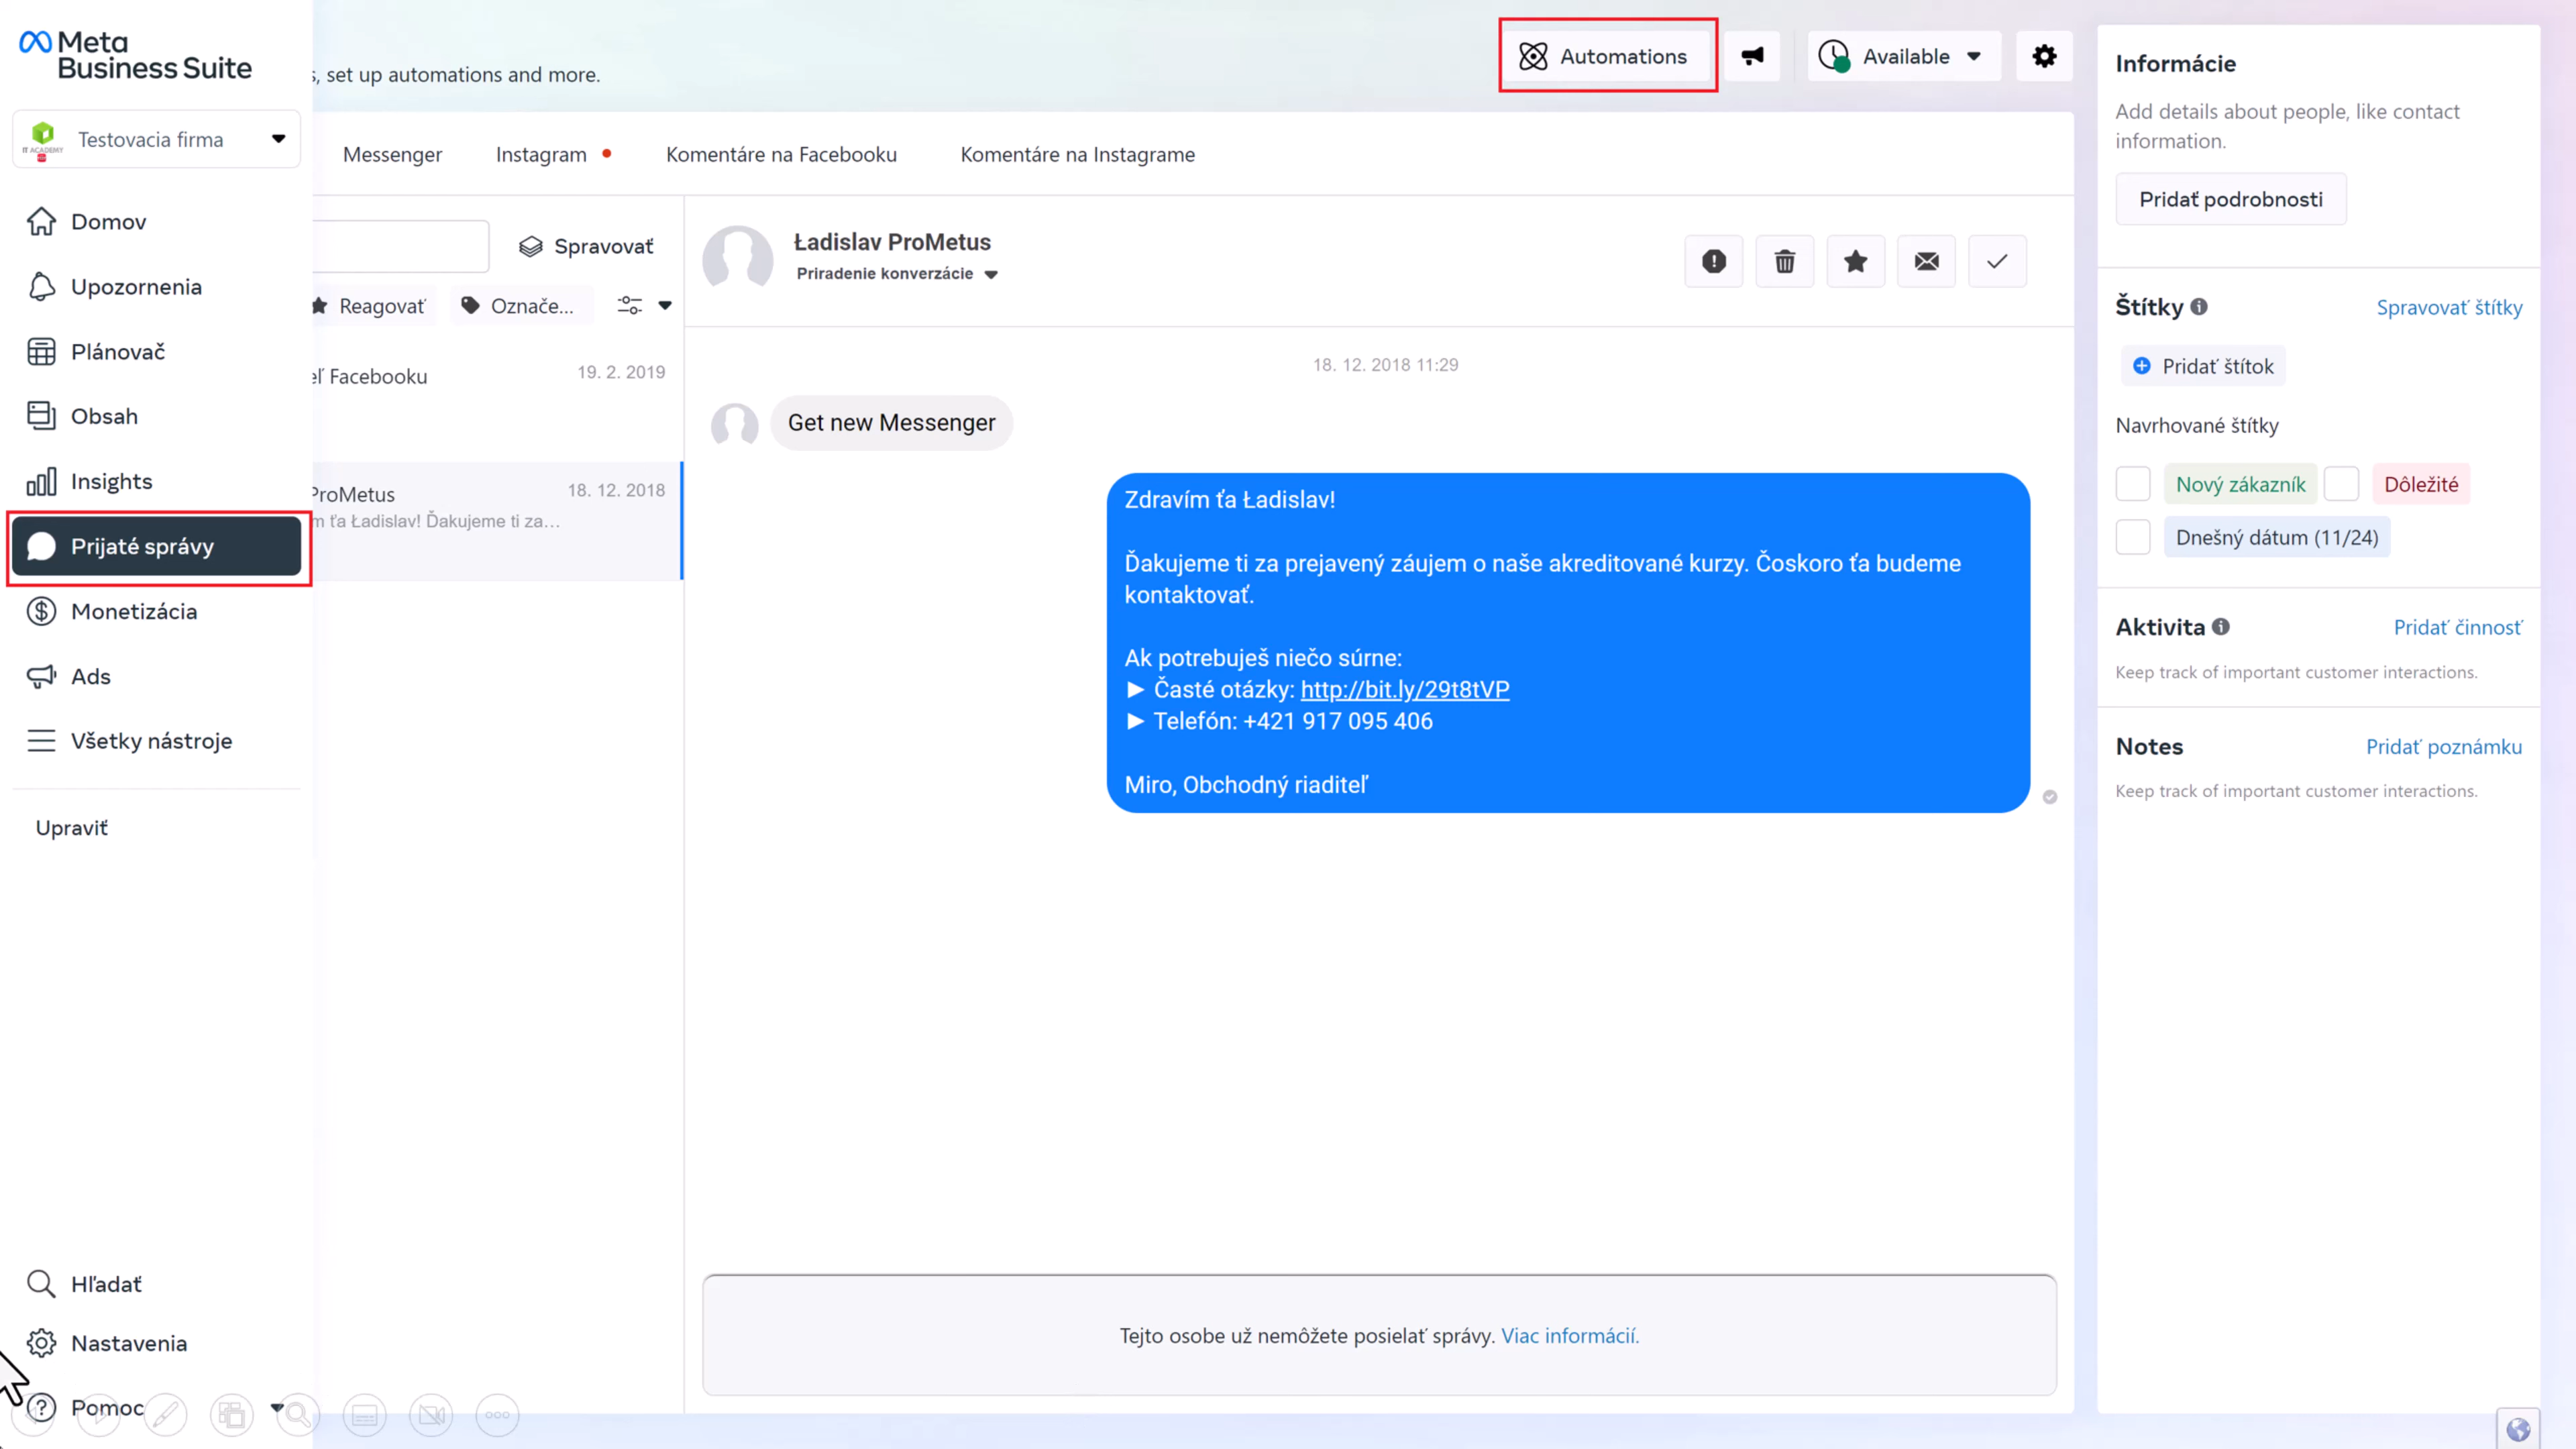 Meta
Business Suite
, set up automations and more.
Automations
Available
IT ACADEMY
Testovacia firma
Domov
Upozornenia
Plánovač
Obsah
Insights
Prijaté správy
Monetizácia
Ads
Všetky nástroje
Upraviť
Hľadať
Nastavenia
Pomoc
Messenger
Instagram
Komentáre na Facebooku
Komentáre na Instagrame
Spravovať
Reagovať
Označe...
eľ Facebooku
19. 2. 2019
ProMetus
18. 12. 2018
m ťa Ładislav! Ďakujeme ti za...
Ładislav ProMetus
Priradenie konverzácie
18. 12. 2018 11:29
Get new Messenger
Zdravím ťa Ładislav!
Ďakujeme ti za prejavený záujem o naše akreditované kurzy. Čoskoro ťa budeme
kontaktovať.
Ak potrebuješ niečo súrne:
► Časté otázky: http://bit.ly/29t8tVP
► Telefón: +421 917 095 406
Miro, Obchodný riaditeľ
Tejto osobe už nemôžete posielať správy. Viac informácií.
Informácie
Add details about people, like contact
information.
Pridať podrobnosti
Štítky
Spravovať štítky
Pridať štítok
Navrhované štítky
Nový zákazník
Dôležité
Dnešný dátum (11/24)
Aktivita
Pridať činnosť
Keep track of important customer interactions.
Notes
Pridať poznámku
Keep track of important customer interactions.